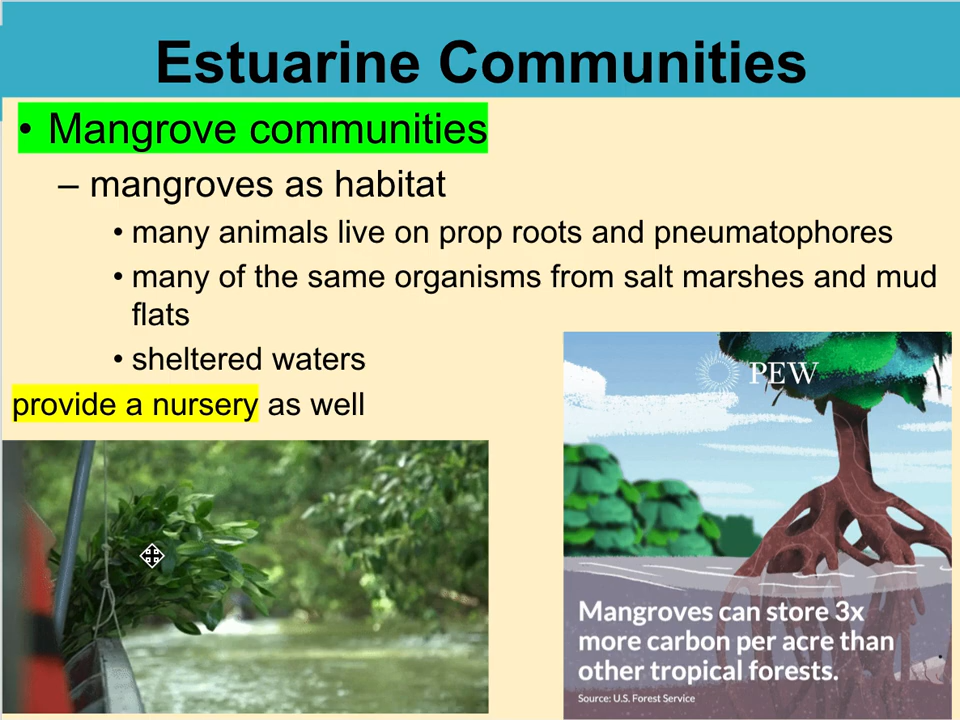 Estuarine Communities
• Mangrove communities
– mangroves as habitat
• many animals live on prop roots and pneumatophores
• many of the same organisms from salt marshes and mud
flats
• sheltered waters
provide a nursery as well
PEW
Mangroves can store 3x
more carbon per acre than
other tropical forests.
Source: U.S. Forest Service